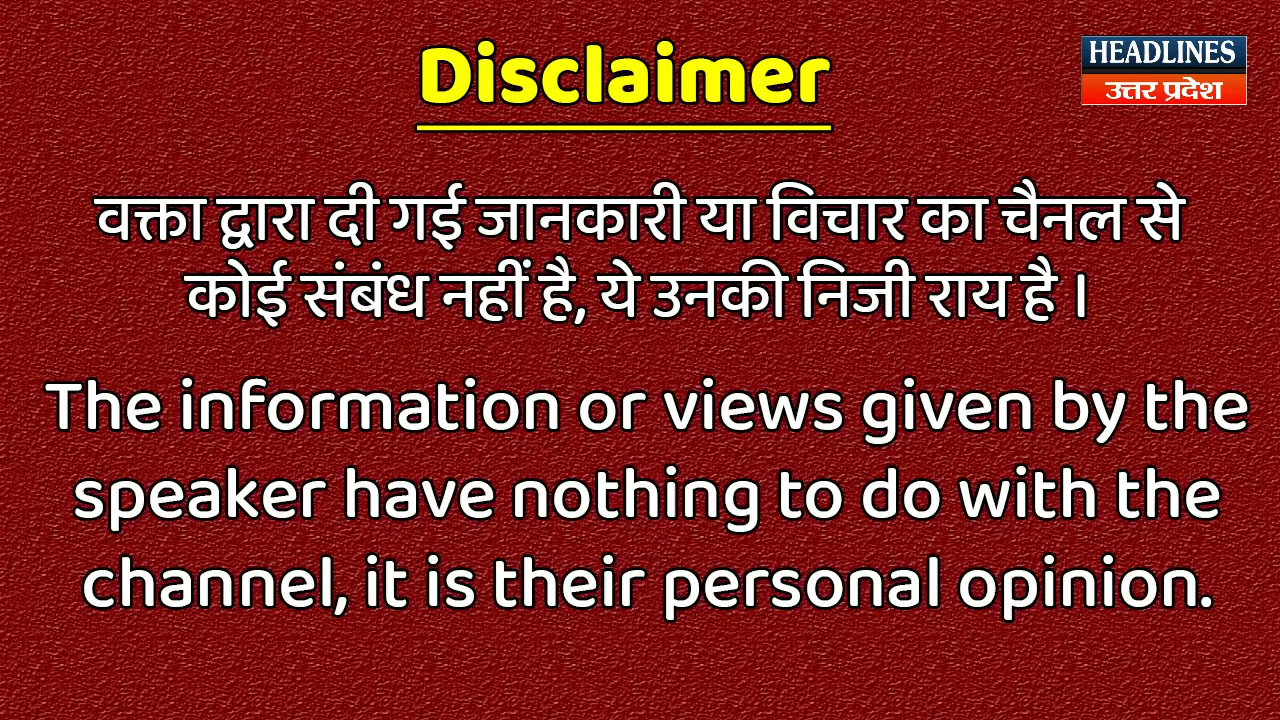 Disclaimer
HEADLINES
उत्तर प्रदेश
वक्ता द्वारा दी गई जानकारी या विचार का चैनल से
कोई संबंध नहीं है, ये उनकी निजी राय है ।
The information or views given by the
speaker have nothing to do with the
channel, it is their personal opinion.